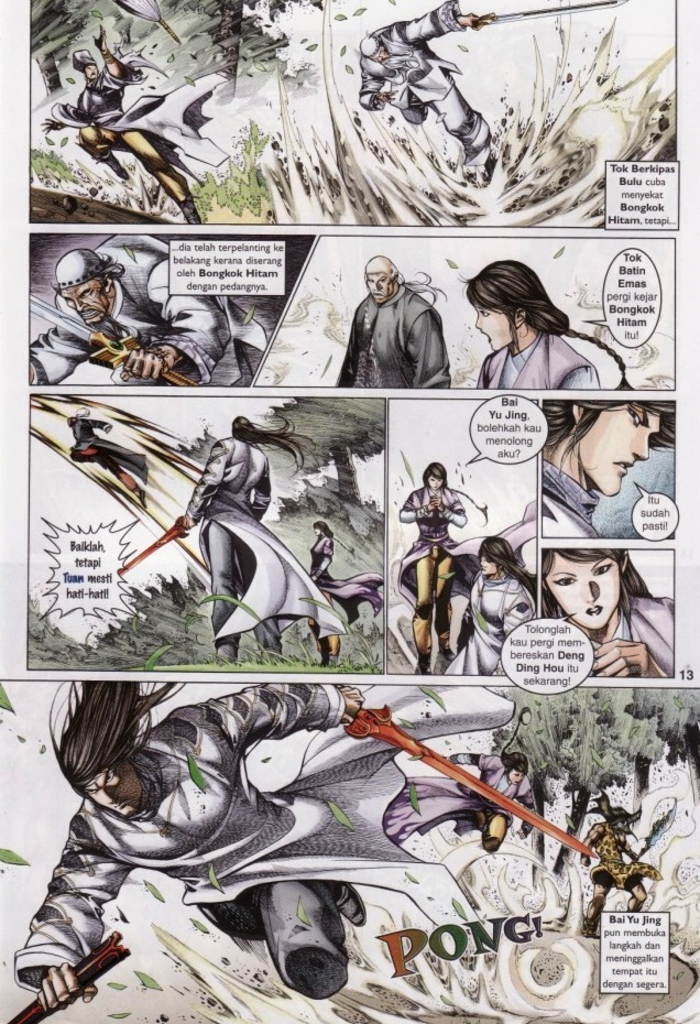 Tok Berkipas
Bulu cuba
menyekat
Bongkok
Hitam, tetapi...
...dia telah terpelanting ke
belakang kerana diserang
oleh Bongkok Hitam
dengan pedangnya.
Tok
Batin
Emas
pergi kejar
Bongkok
Hitam
itu!
Baiklah,
tetapi
Tuan mesti
hati-hati!
Bai
Yu Jing,
bolehkah kau
menolong
aku?
Itu
sudah
pasti!
Tolonglah
kau pergi mem-
bereskan Deng
Ding Hou itu
sekarang!
13
PONG!
Bai Yu Jing
pun membuka
langkah dan
meninggalkan
tempat itu
dengan segera.